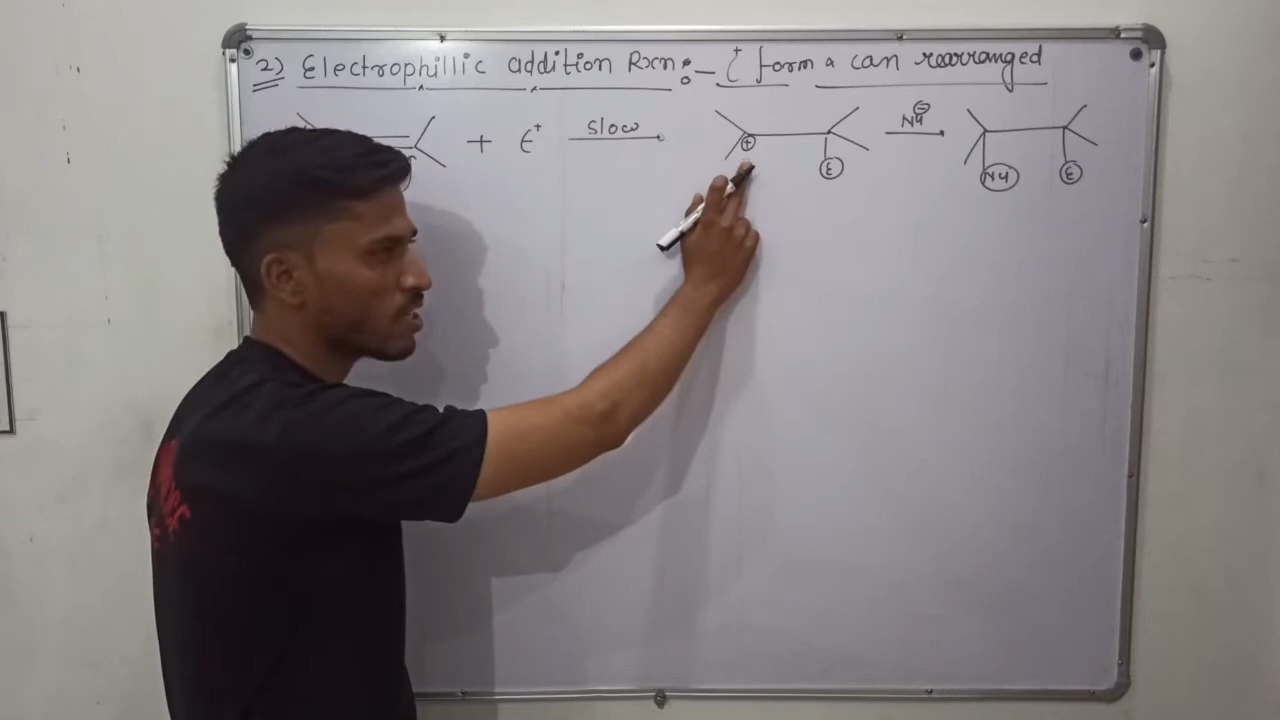 2) Electrophillic addition Rxn:- C⁺ form & can rearranged
+ E⁺ slow ⊕ E Nu⊖ Nu E